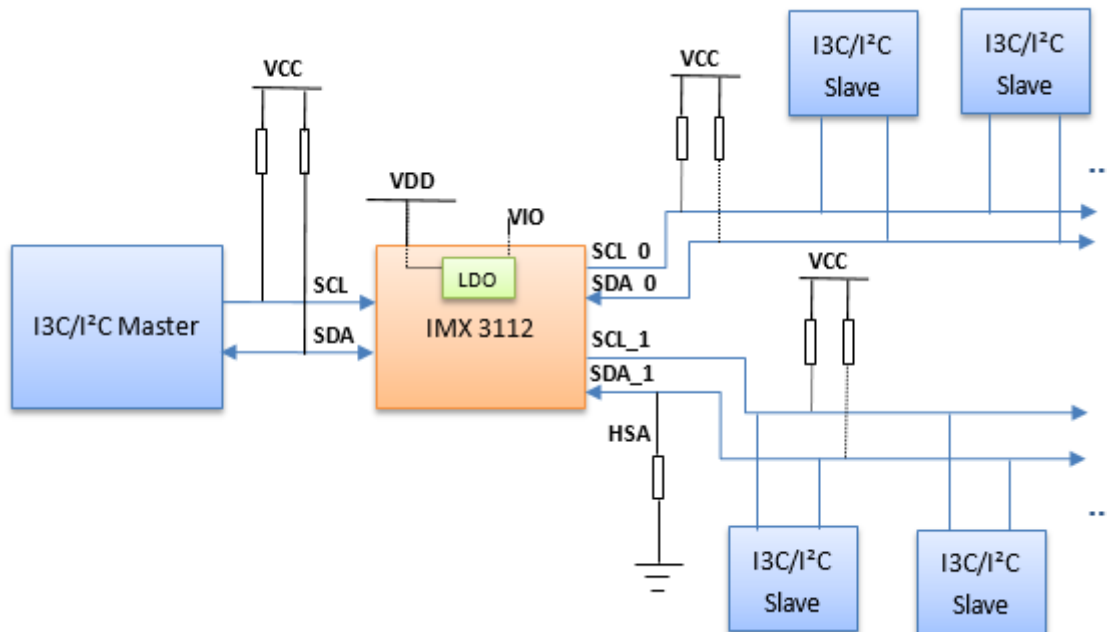 I3C/I²C
Slave
I3C/I²C
Slave
VCC
VCC
VDD
VIO
LDO
SCL
SDA
I3C/I²C Master
IMX 3112
SCL 0
SDA 0
VCC
SCL_1
SDA_1
HSA
I3C/I²C
Slave
I3C/I²C
Slave
..
..